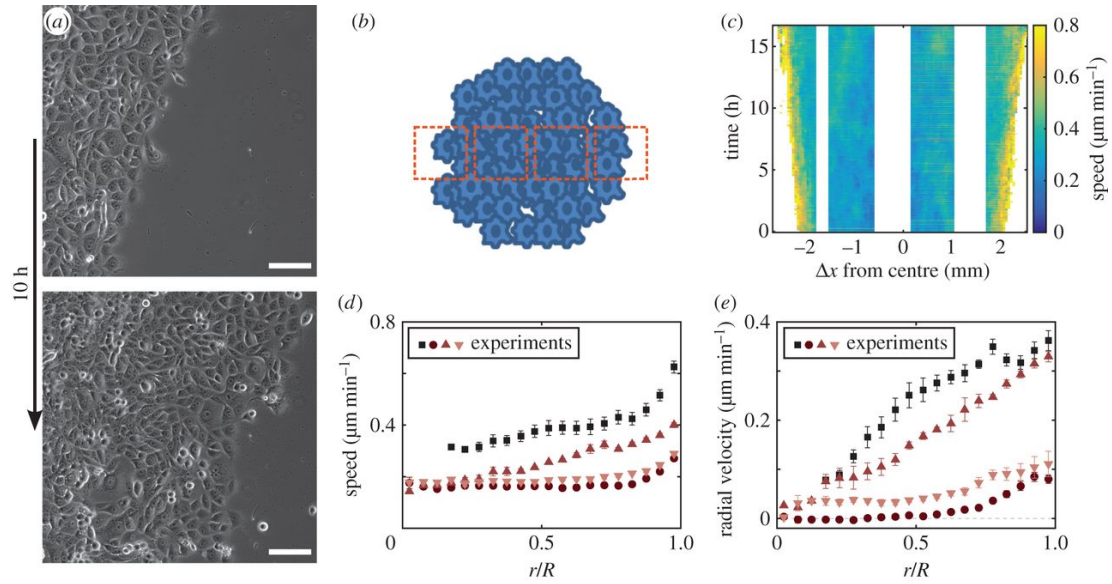 (a)
10 h
(b)
(c)
time (h)
15
10
5
0
–2
–1
0
1
2
Δx from centre (mm)
0.8
0.6
0.4
0.2
0
speed (µm min⁻¹)
(d)
experiments
speed (µm min⁻¹)
0.8
0.4
0
0.5
1.0
r/R
(e)
experiments
radial velocity (µm min⁻¹)
0.4
0.2
0
0
0.5
1.0
r/R